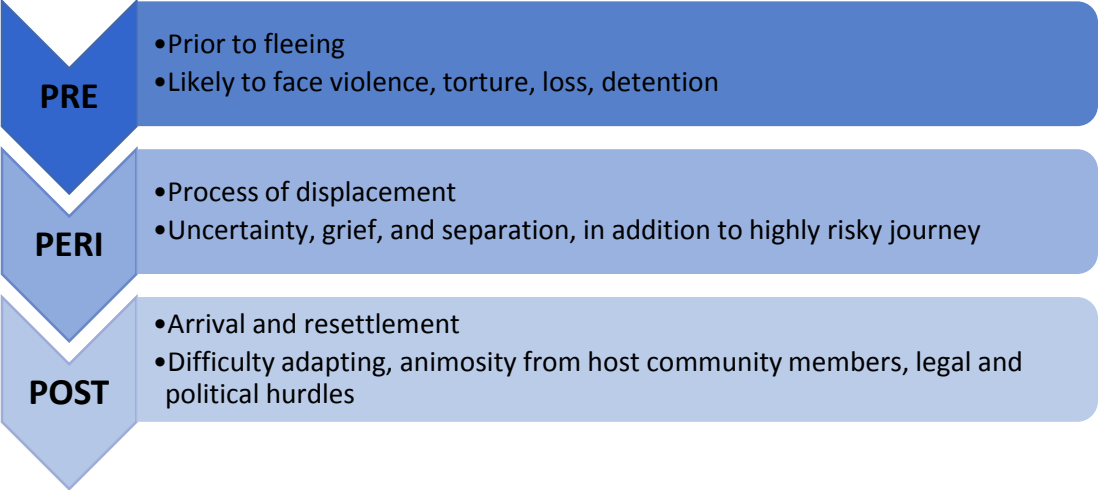 PRE
•Prior to fleeing
•Likely to face violence, torture, loss, detention
PERI
•Process of displacement
•Uncertainty, grief, and separation, in addition to highly risky journey
POST
•Arrival and resettlement
•Difficulty adapting, animosity from host community members, legal and
political hurdles